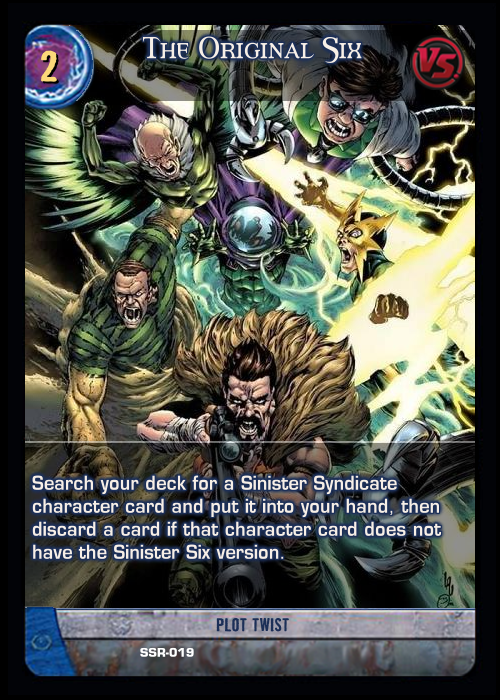 The Original Six
2
VS.
Search your deck for a Sinister Syndicate
character card and put it into your hand, then
discard a card if that character card does not
have the Sinister Six version.
PLOT TWIST
SSR-019